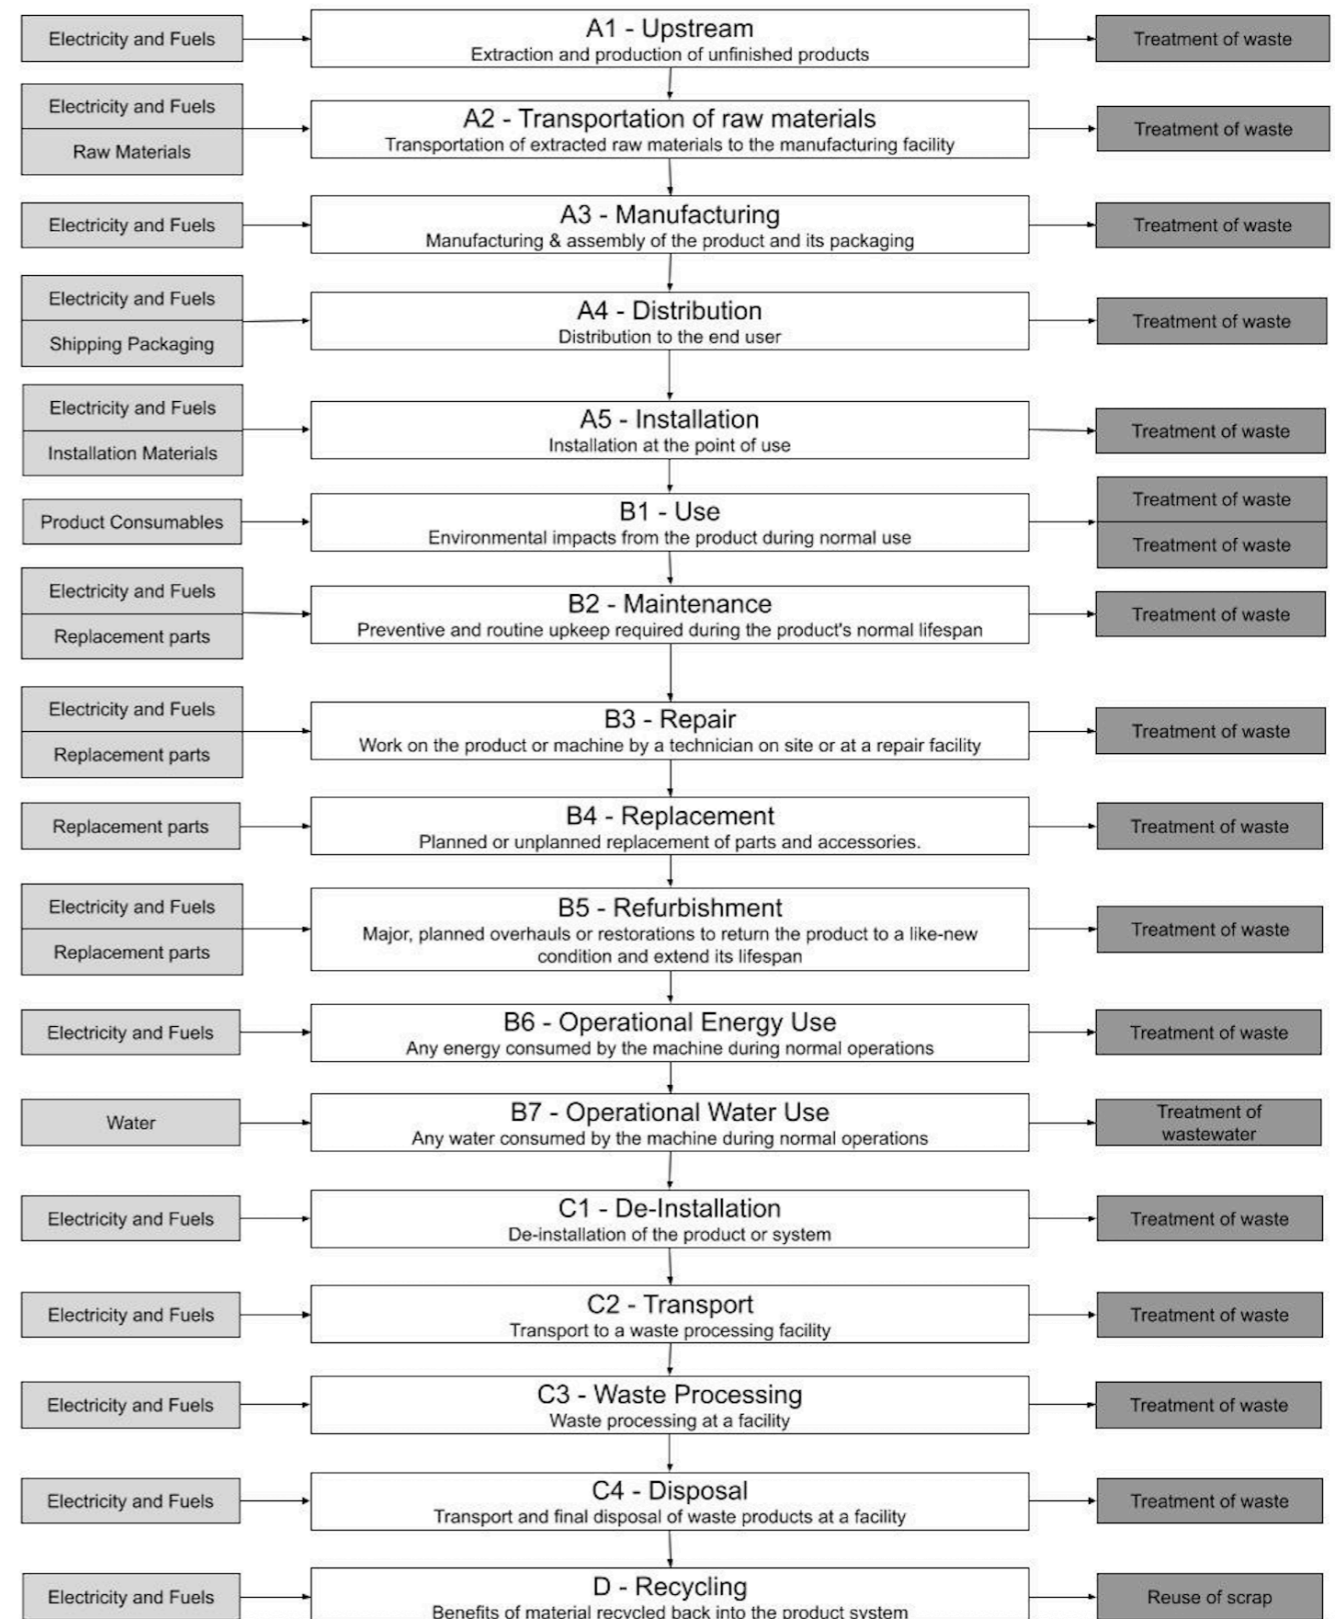 Electricity and Fuels
A1 - Upstream
Extraction and production of unfinished products
Treatment of waste
Electricity and Fuels
Raw Materials
A2 - Transportation of raw materials
Transportation of extracted raw materials to the manufacturing facility
Treatment of waste
Electricity and Fuels
A3 - Manufacturing
Manufacturing & assembly of the product and its packaging
Treatment of waste
Electricity and Fuels
Shipping Packaging
A4 - Distribution
Distribution to the end user
Treatment of waste
Electricity and Fuels
Installation Materials
A5 - Installation
Installation at the point of use
Treatment of waste
Product Consumables
B1 - Use
Environmental impacts from the product during normal use
Treatment of waste
Treatment of waste
Electricity and Fuels
Replacement parts
B2 - Maintenance
Preventive and routine upkeep required during the product's normal lifespan
Treatment of waste
Electricity and Fuels
Replacement parts
B3 - Repair
Work on the product or machine by a technician on site or at a repair facility
Treatment of waste
Replacement parts
B4 - Replacement
Planned or unplanned replacement of parts and accessories.
Treatment of waste
Electricity and Fuels
Replacement parts
B5 - Refurbishment
Major, planned overhauls or restorations to return the product to a like-new
condition and extend its lifespan
Treatment of waste
Electricity and Fuels
B6 - Operational Energy Use
Any energy consumed by the machine during normal operations
Treatment of waste
Water
B7 - Operational Water Use
Any water consumed by the machine during normal operations
Treatment of
wastewater
Electricity and Fuels
C1 - De-Installation
De-installation of the product or system
Treatment of waste
Electricity and Fuels
C2 - Transport
Transport to a waste processing facility
Treatment of waste
Electricity and Fuels
C3 - Waste Processing
Waste processing at a facility
Treatment of waste
Electricity and Fuels
C4 - Disposal
Transport and final disposal of waste products at a facility
Treatment of waste
Electricity and Fuels
D - Recycling
Benefits of material recycled back into the product system
Reuse of scrap